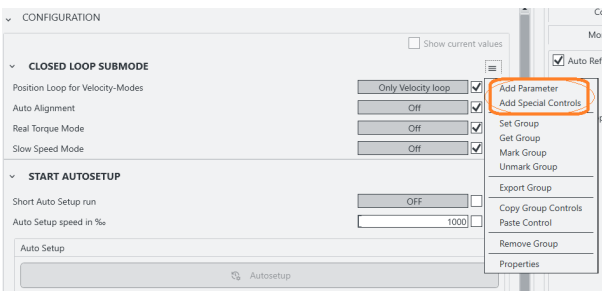 CONFIGURATION
Show current values
CLOSED LOOP SUBMODE
Position Loop for Velocity-Modes
Only Velocity loop
Auto Alignment
Off
Real Torque Mode
Off
Slow Speed Mode
Off
START AUTOSETUP
Short Auto Setup run
OFF
Auto Setup speed in ‰
1000
Auto Setup
Autosetup
Add Parameter
Add Special Controls
Set Group
Get Group
Mark Group
Unmark Group
Export Group
Copy Group Controls
Paste Control
Remove Group
Properties
Co
Mo
Auto Ref